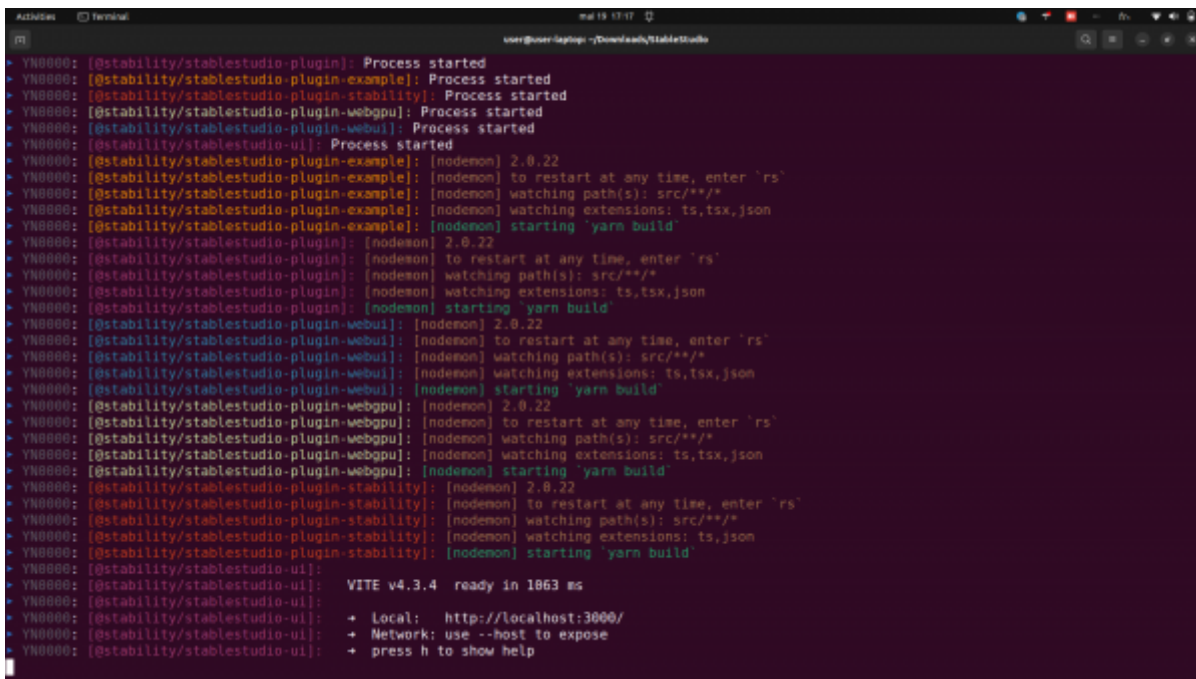 Activities Terminal mai 19 17:17
user@user-laptop: ~/Downloads/StableStudio
YN0000: [@stability/stablestudio-plugin]: Process started
YN0000: [@stability/stablestudio-plugin-example]: Process started
YN0000: [@stability/stablestudio-plugin-stability]: Process started
YN0000: [@stability/stablestudio-plugin-webgpu]: Process started
YN0000: [@stability/stablestudio-plugin-webui]: Process started
YN0000: [@stability/stablestudio-ui]: Process started
YN0000: [@stability/stablestudio-plugin-example]: [nodemon] 2.0.22
YN0000: [@stability/stablestudio-plugin-example]: [nodemon] to restart at any time, enter `rs`
YN0000: [@stability/stablestudio-plugin-example]: [nodemon] watching path(s): src/**/*
YN0000: [@stability/stablestudio-plugin-example]: [nodemon] watching extensions: ts,tsx,json
YN0000: [@stability/stablestudio-plugin-example]: [nodemon] starting `yarn build`
YN0000: [@stability/stablestudio-plugin]: [nodemon] 2.0.22
YN0000: [@stability/stablestudio-plugin]: [nodemon] to restart at any time, enter `rs`
YN0000: [@stability/stablestudio-plugin]: [nodemon] watching path(s): src/**/*
YN0000: [@stability/stablestudio-plugin]: [nodemon] watching extensions: ts,tsx,json
YN0000: [@stability/stablestudio-plugin]: [nodemon] starting `yarn build`
YN0000: [@stability/stablestudio-plugin-webui]: [nodemon] 2.0.22
YN0000: [@stability/stablestudio-plugin-webui]: [nodemon] to restart at any time, enter `rs`
YN0000: [@stability/stablestudio-plugin-webui]: [nodemon] watching path(s): src/**/*
YN0000: [@stability/stablestudio-plugin-webui]: [nodemon] watching extensions: ts,tsx,json
YN0000: [@stability/stablestudio-plugin-webui]: [nodemon] starting `yarn build`
YN0000: [@stability/stablestudio-plugin-webgpu]: [nodemon] 2.0.22
YN0000: [@stability/stablestudio-plugin-webgpu]: [nodemon] to restart at any time, enter `rs`
YN0000: [@stability/stablestudio-plugin-webgpu]: [nodemon] watching path(s): src/**/*
YN0000: [@stability/stablestudio-plugin-webgpu]: [nodemon] watching extensions: ts,tsx,json
YN0000: [@stability/stablestudio-plugin-webgpu]: [nodemon] starting `yarn build`
YN0000: [@stability/stablestudio-plugin-stability]: [nodemon] 2.0.22
YN0000: [@stability/stablestudio-plugin-stability]: [nodemon] to restart at any time, enter `rs`
YN0000: [@stability/stablestudio-plugin-stability]: [nodemon] watching path(s): src/**/*
YN0000: [@stability/stablestudio-plugin-stability]: [nodemon] watching extensions: ts,json
YN0000: [@stability/stablestudio-plugin-stability]: [nodemon] starting `yarn build`
YN0000: [@stability/stablestudio-ui]:
YN0000: [@stability/stablestudio-ui]: VITE v4.3.4 ready in 1063 ms
YN0000: [@stability/stablestudio-ui]:
YN0000: [@stability/stablestudio-ui]: → Local: http://localhost:3000/
YN0000: [@stability/stablestudio-ui]: → Network: use --host to expose
YN0000: [@stability/stablestudio-ui]: → press h to show help